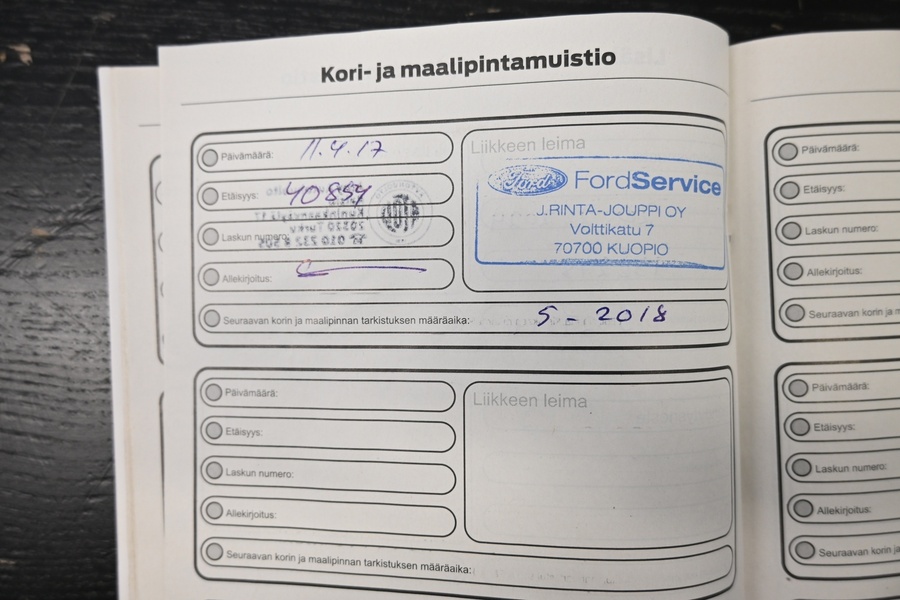 Kori- ja maalipintamuistio
Päivämäärä: 11.4.17
Etäisyys: 40854
Laskun numero:
Allekirjoitus:
Liikkeen leima
Ford FordService
J.RINTA-JOUPPI OY
Volttikatu 7
70700 KUOPIO
Seuraavan korin ja maalipinnan tarkistuksen määräaika: 5 - 2018
Päivämäärä:
Etäisyys:
Laskun numero:
Allekirjoitus:
Liikkeen leima
Seuraavan korin ja maalipinnan tarkistuksen määräaika:
Päivämäärä:
Etäisyys:
Laskun numero:
Allekirjoitus:
Seuraavan korin ja
Päivämäärä:
Etäisyys:
Laskun numero:
Allekirjoitus:
Seuraavan korin ja